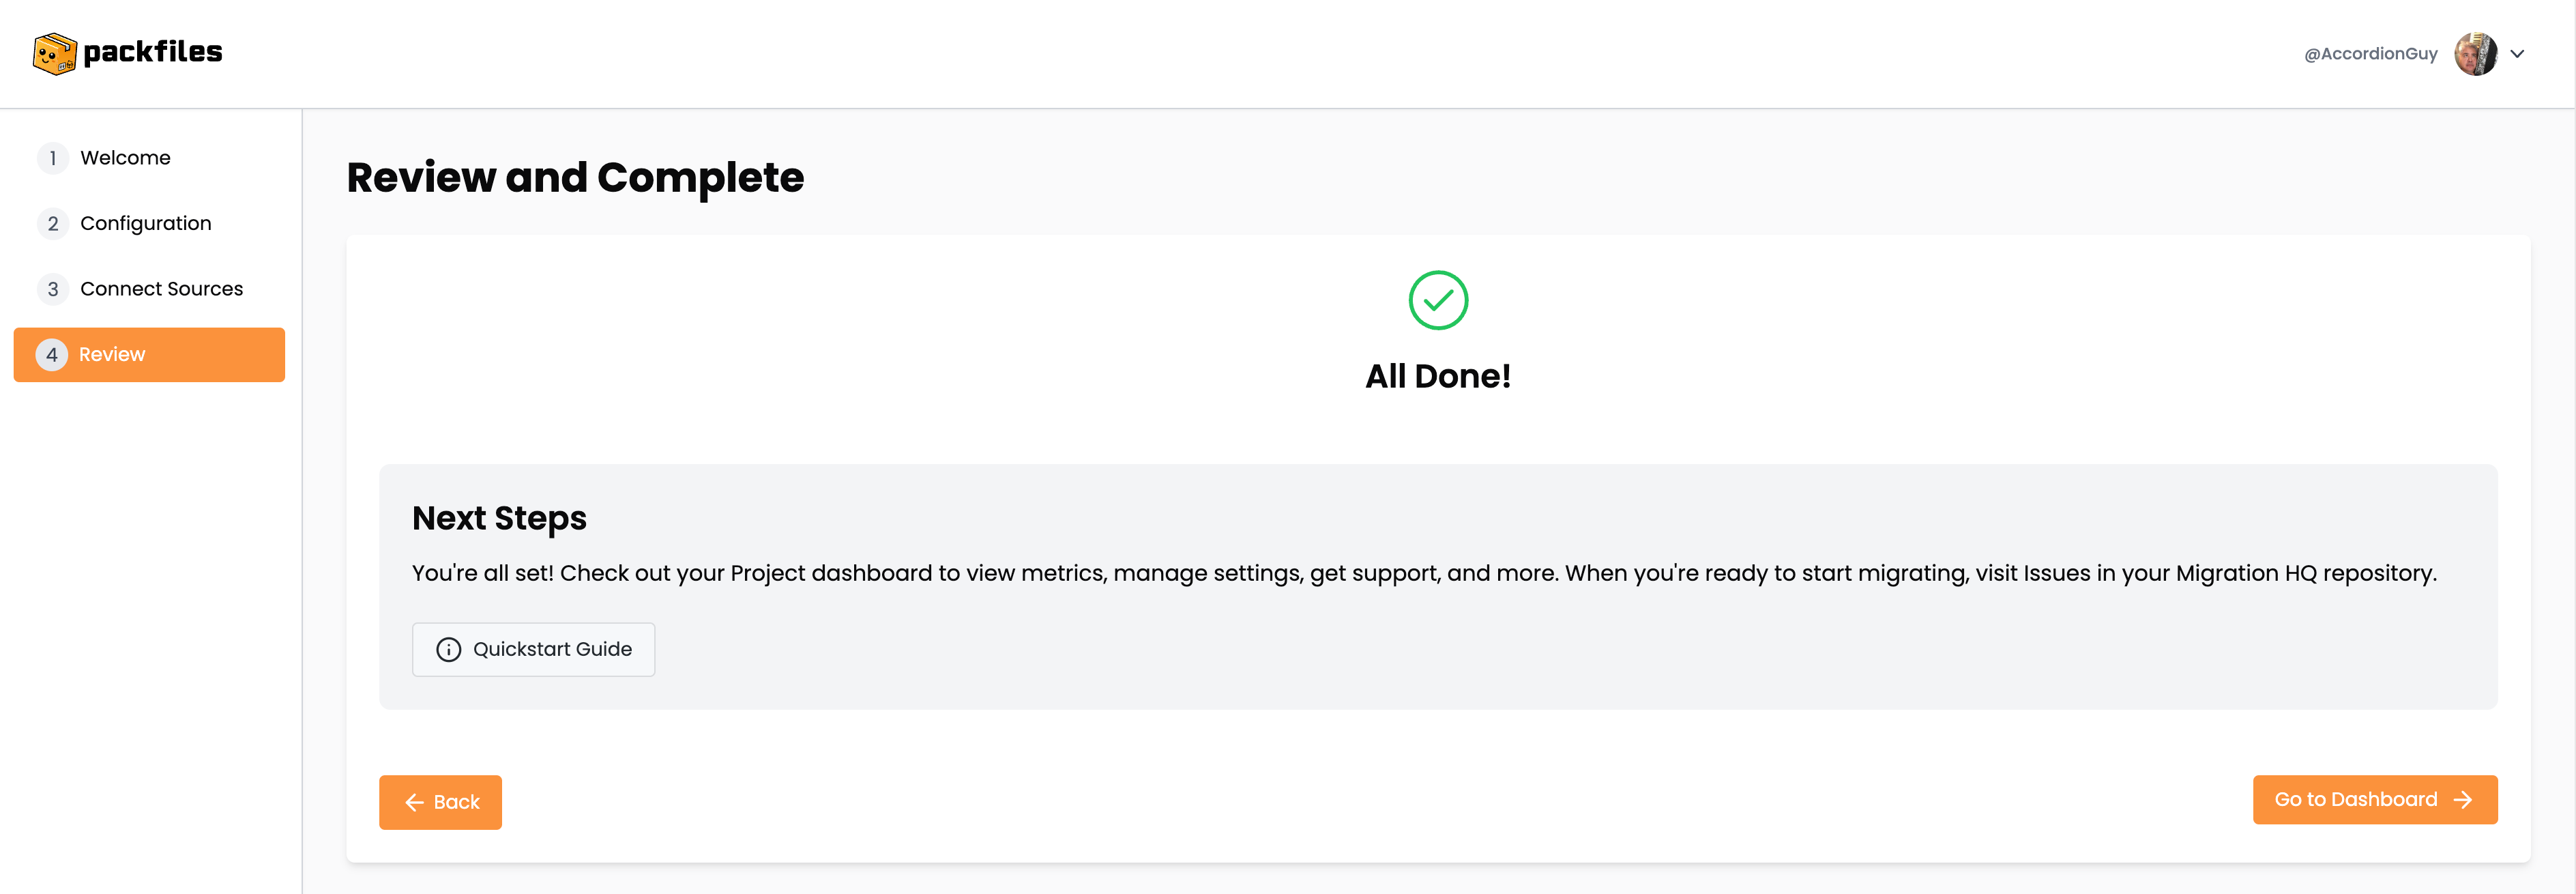 packfiles
@AccordionGuy
1 Welcome
2 Configuration
3 Connect Sources
4 Review
Review and Complete
All Done!
Next Steps
You're all set! Check out your Project dashboard to view metrics, manage settings, get support, and more. When you're ready to start migrating, visit Issues in your Migration HQ repository.
Quickstart Guide
Back
Go to Dashboard